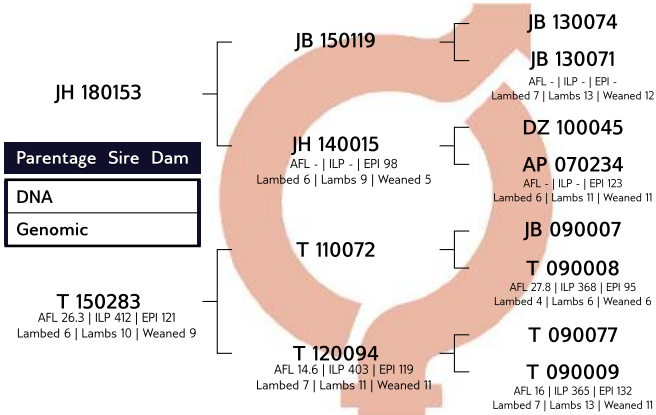 JH 180153
Parentage Sire Dam
DNA
Genomic
T 150283
AFL 26.3 | ILP 412 | EPI 121
Lambed 6 | Lambs 10 | Weaned 9
JB 150119
JH 140015
AFL - | ILP - | EPI 98
Lambed 6 | Lambs 9 | Weaned 5
T 110072
T 120094
AFL 14.6 | ILP 403 | EPI 119
Lambed 7 | Lambs 11 | Weaned 11
JB 130074
JB 130071
AFL - | ILP - | EPI -
Lambed 7 | Lambs 13 | Weaned 12
DZ 100045
AP 070234
AFL - | ILP - | EPI 123
Lambed 6 | Lambs 11 | Weaned 11
JB 090007
T 090008
AFL 27.8 | ILP 368 | EPI 95
Lambed 4 | Lambs 6 | Weaned 6
T 090077
T 090009
AFL 16 | ILP 365 | EPI 132
Lambed 7 | Lambs 13 | Weaned 11